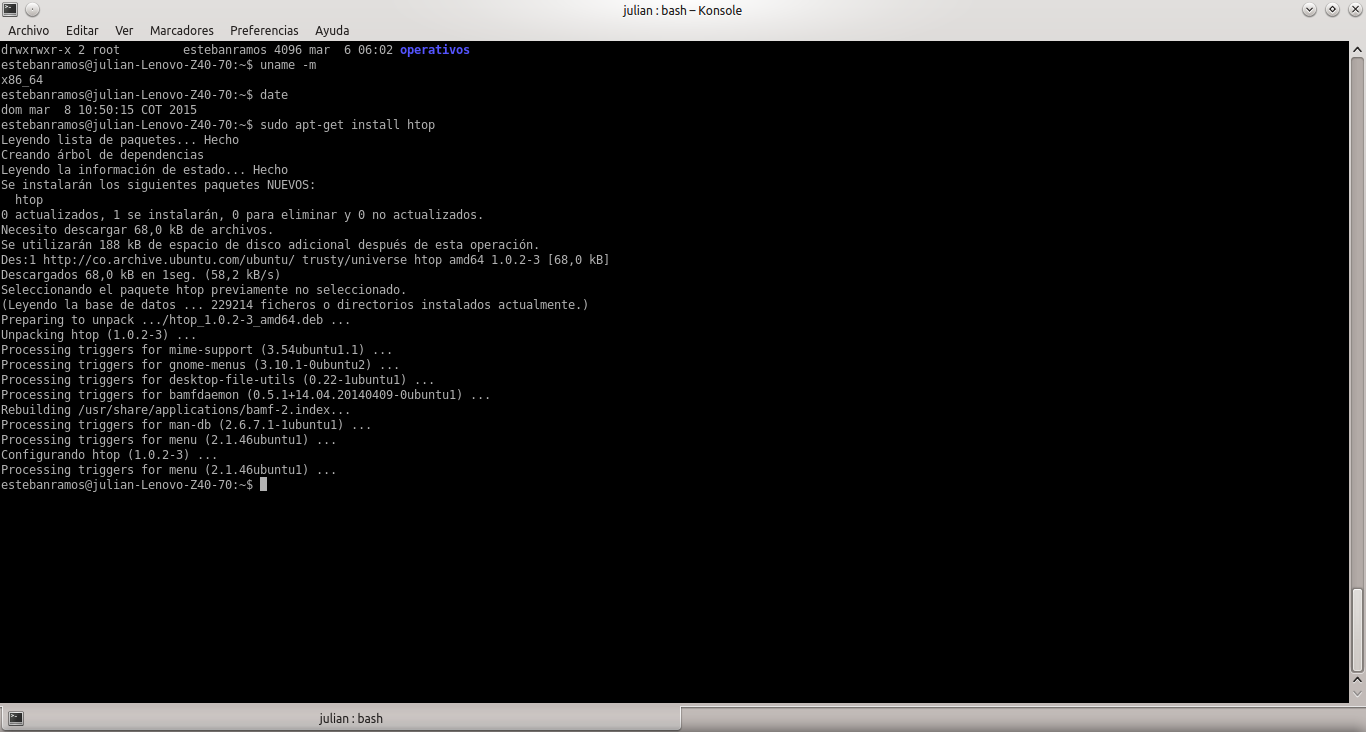 julian : bash – Konsole
Archivo Editar Ver Marcadores Preferencias Ayuda
drwxrwxr-x 2 root         estebanramos 4096 mar  6 06:02 operativos
estebanramos@julian-Lenovo-Z40-70:~$ uname -m
x86_64
estebanramos@julian-Lenovo-Z40-70:~$ date
dom mar  8 10:50:15 COT 2015
estebanramos@julian-Lenovo-Z40-70:~$ sudo apt-get install htop
Leyendo lista de paquetes... Hecho
Creando árbol de dependencias
Leyendo la información de estado... Hecho
Se instalarán los siguientes paquetes NUEVOS:
  htop
0 actualizados, 1 se instalarán, 0 para eliminar y 0 no actualizados.
Necesito descargar 68,0 kB de archivos.
Se utilizarán 188 kB de espacio de disco adicional después de esta operación.
Des:1 http://co.archive.ubuntu.com/ubuntu/ trusty/universe htop amd64 1.0.2-3 [68,0 kB]
Descargados 68,0 kB en 1seg. (58,2 kB/s)
Seleccionando el paquete htop previamente no seleccionado.
(Leyendo la base de datos ... 229214 ficheros o directorios instalados actualmente.)
Preparing to unpack .../htop_1.0.2-3_amd64.deb ...
Unpacking htop (1.0.2-3) ...
Processing triggers for mime-support (3.54ubuntu1.1) ...
Processing triggers for gnome-menus (3.10.1-0ubuntu2) ...
Processing triggers for desktop-file-utils (0.22-1ubuntu1) ...
Processing triggers for bamfdaemon (0.5.1+14.04.20140409-0ubuntu1) ...
Rebuilding /usr/share/applications/bamf-2.index...
Processing triggers for man-db (2.6.7.1-1ubuntu1) ...
Processing triggers for menu (2.1.46ubuntu1) ...
Configurando htop (1.0.2-3) ...
Processing triggers for menu (2.1.46ubuntu1) ...
estebanramos@julian-Lenovo-Z40-70:~$
julian : bash